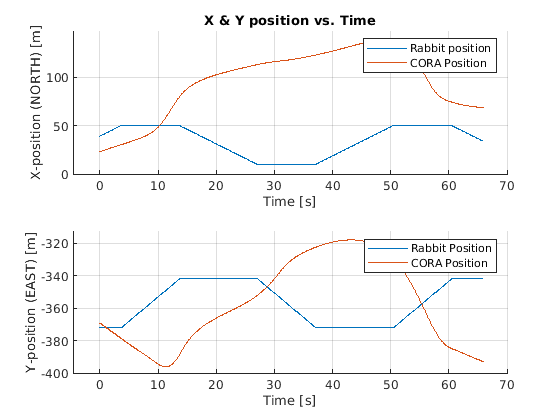 X & Y position vs. Time
X-position (NORTH) [m]
100
50
0
Rabbit position
CORA Position
0 10 20 30 40 50 60 70
Time [s]
Y-position (EAST) [m]
-320
-340
-360
-380
-400
Rabbit Position
CORA Position
0 10 20 30 40 50 60 70
Time [s]